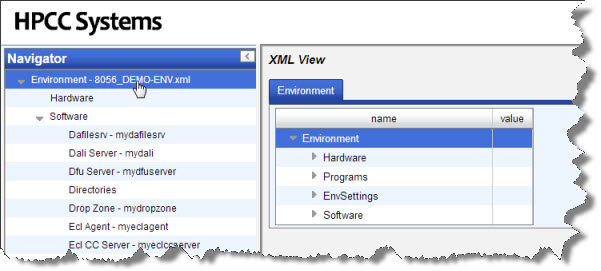 HPCC Systems
Navigator
Environment - 8056_DEMO-ENV.xml
Hardware
Software
Dafilesrv - mydafilesrv
Dali Server - mydali
Dfu Server - mydfuserver
Directories
Drop Zone - mydropzone
Ecl Agent - myeclagent
Ecl CC Server - myeclccserver
XML View
Environment
name value
Environment
Hardware
Programs
EnvSettings
Software